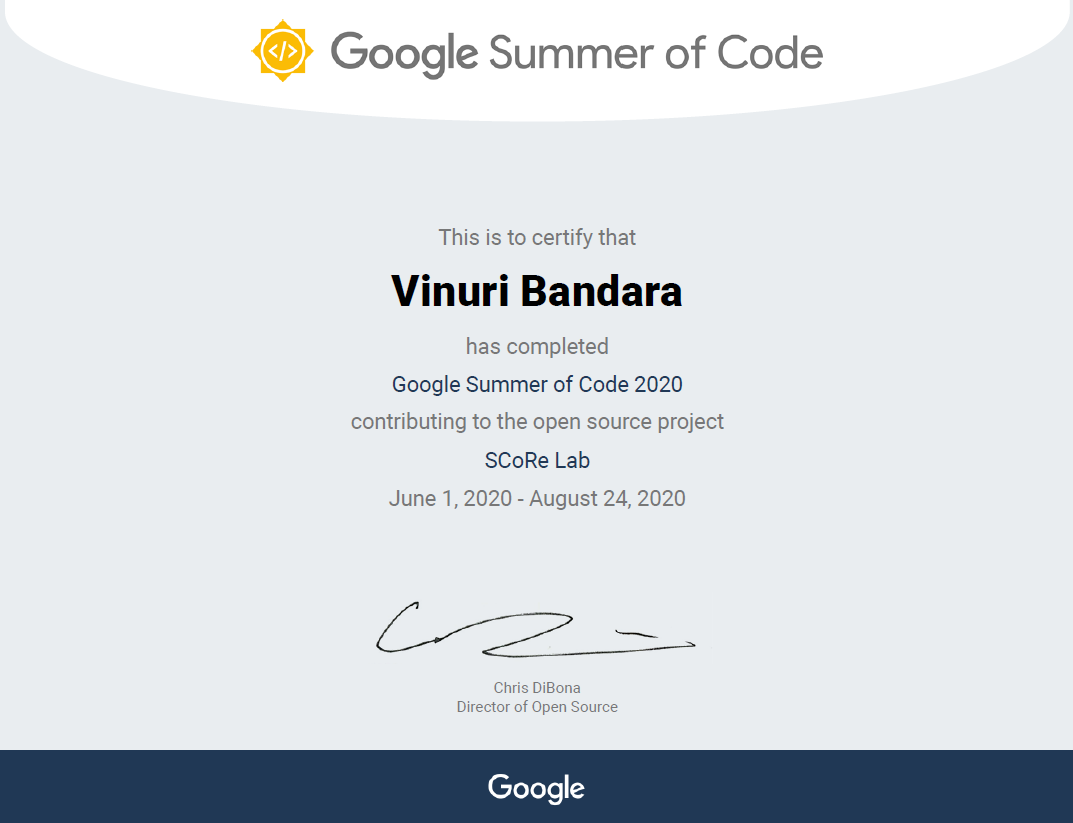 </> Google Summer of Code
This is to certify that
Vinuri Bandara
has completed
Google Summer of Code 2020
contributing to the open source project
SCoRe Lab
June 1, 2020 - August 24, 2020
Chris DiBona
Director of Open Source
Google